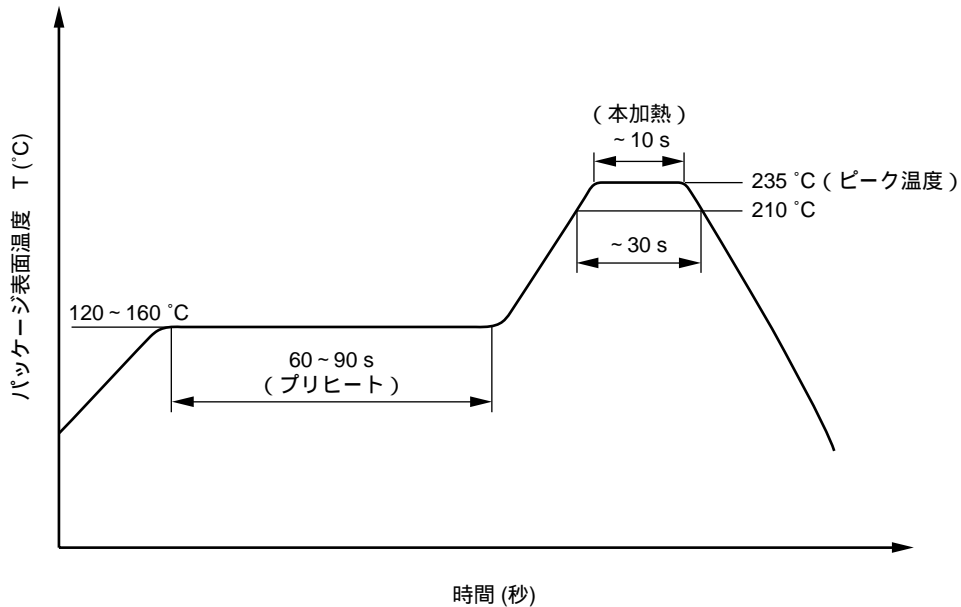 (本加熱)
~ 10 s
235 ˚C (ピーク温度)
210 ˚C
~ 30 s
パッケージ表面温度 T (˚C)
120 ~ 160 ˚C
60 ~ 90 s
(プリヒート)
時間 (秒)